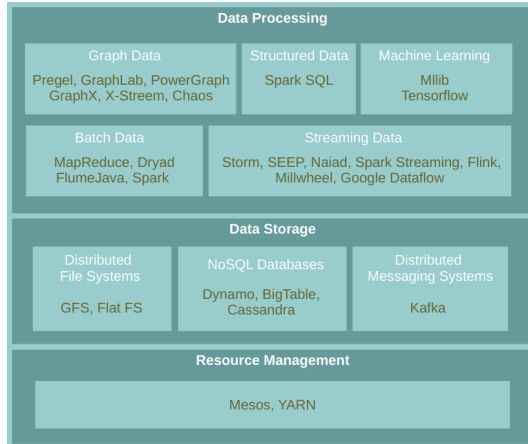 Data Processing
Graph Data
Pregel, GraphLab, PowerGraph
GraphX, X-Streem, Chaos
Structured Data
Spark SQL
Machine Learning
Mllib
Tensorflow
Batch Data
MapReduce, Dryad
FlumeJava, Spark
Streaming Data
Storm, SEEP, Naiad, Spark Streaming, Flink,
Millwheel, Google Dataflow
Data Storage
Distributed
File Systems
GFS, Flat FS
NoSQL Databases
Dynamo, BigTable,
Cassandra
Distributed
Messaging Systems
Kafka
Resource Management
Mesos, YARN